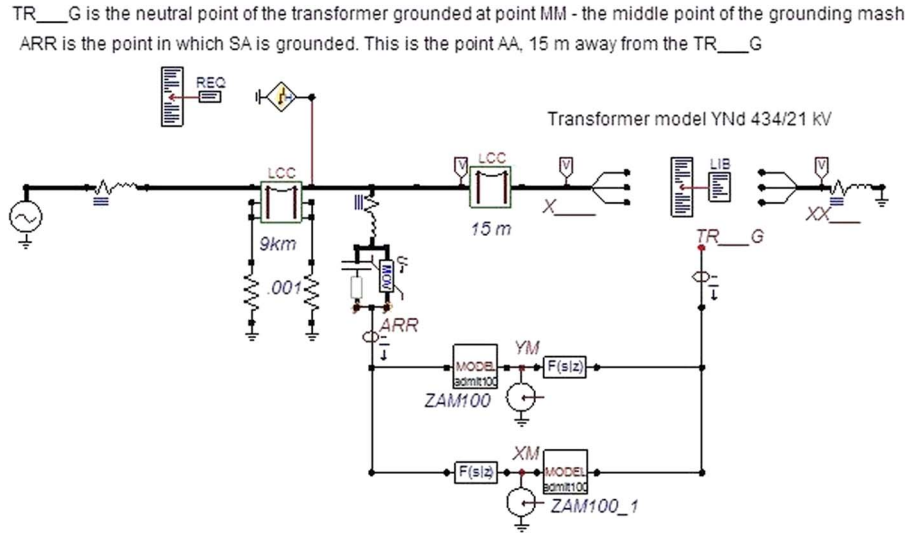 TR___G is the neutral point of the transformer grounded at point MM - the middle point of the grounding mash
ARR is the point in which SA is grounded. This is the point AA, 15 m away from the TR___G
REQ
Transformer model YNd 434/21 kV
LCC
V
LCC
V
LIB
V
X___
XX___
9km
15 m
TR___G
.001
MOV
ARR
YM
MODEL
admit100
F(s|z)
ZAM100
XM
F(s|z)
MODEL
admit100
ZAM100_1